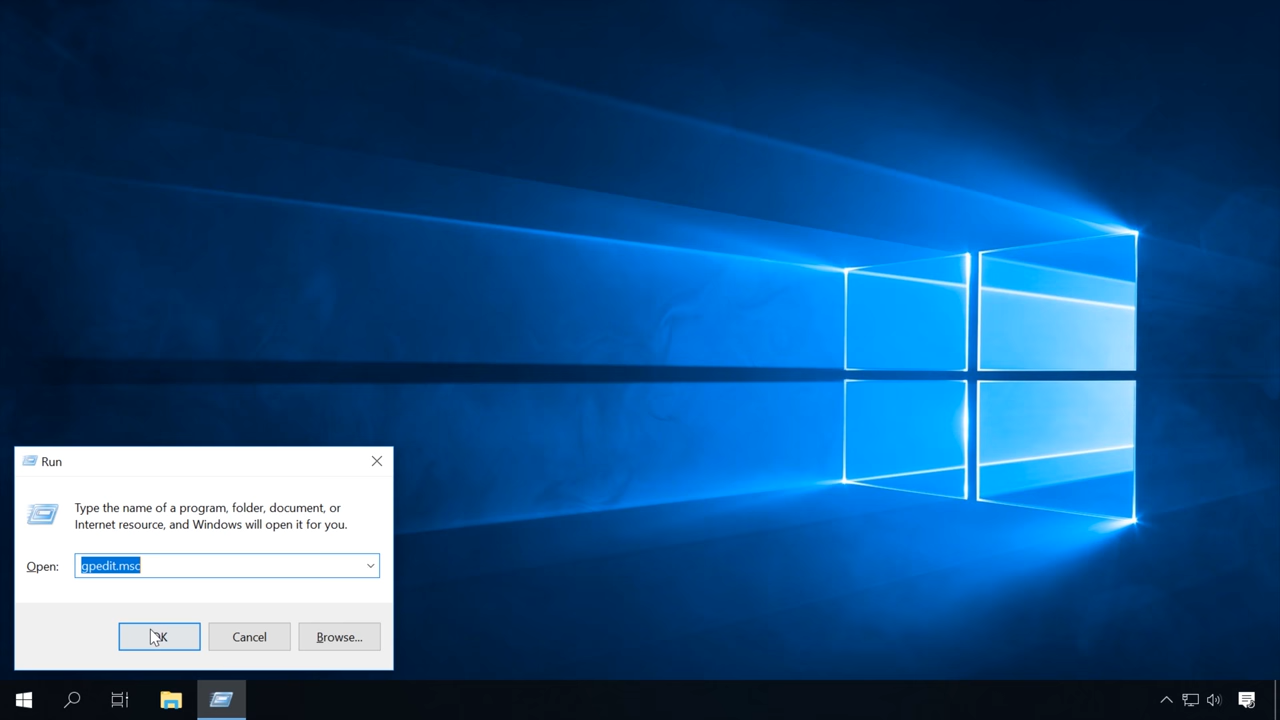 Run
Type the name of a program, folder, document, or
Internet resource, and Windows will open it for you.
Open:
gpedit.msc
OK
Cancel
Browse...